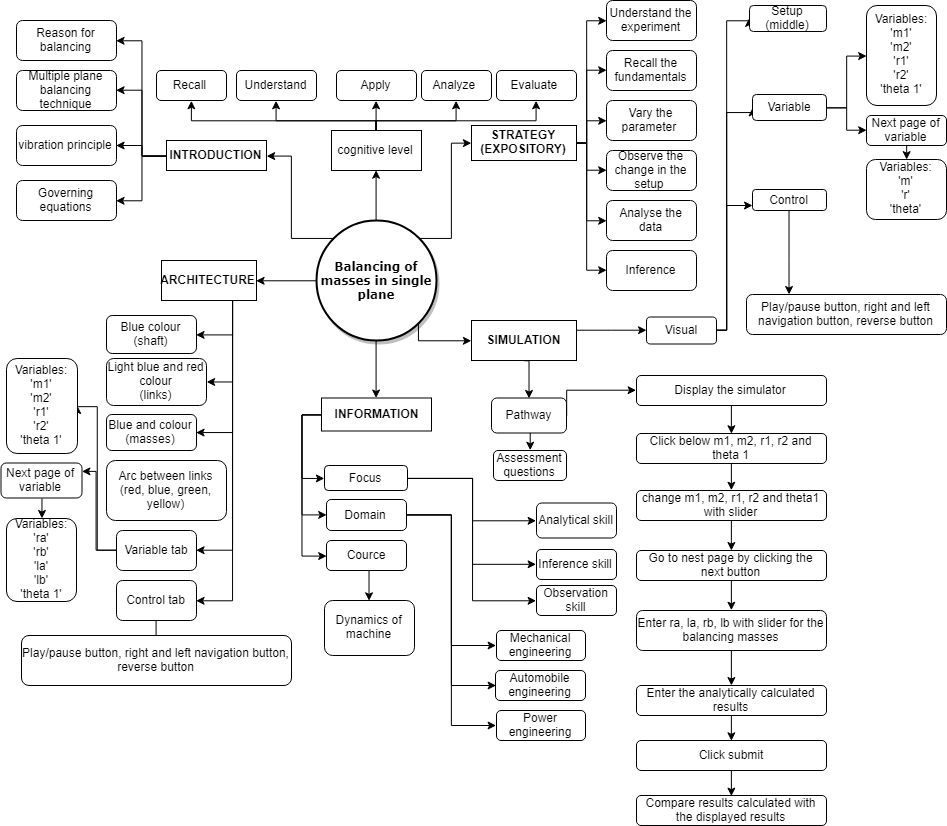 Reason for
balancing
Multiple plane
balancing
technique
vibration principle
Governing
equations
INTRODUCTION
Recall
Understand
Apply
Analyze
Evaluate
cognitive level
STRATEGY
(EXPOSITORY)
Understand the
experiment
Recall the
fundamentals
Vary the
parameter
Observe the
change in the
setup
Analyse the
data
Inference
Setup
(middle)
Variable
Control
Variables:
'm1'
'm2'
'r1'
'r2'
'theta 1'
Next page of
variable
Variables:
'm'
'r'
'theta'
Play/pause button, right and left
navigation button, reverse button
Balancing of
masses in single
plane
ARCHITECTURE
Blue colour
(shaft)
Light blue and red
colour
(links)
Blue and colour
(masses)
Arc between links
(red, blue, green,
yellow)
Variable tab
Control tab
Variables:
'm1'
'm2'
'r1'
'r2'
'theta 1'
Next page of
variable
Variables:
'ra'
'rb'
'la'
'lb'
'theta 1'
Play/pause button, right and left navigation button,
reverse button
INFORMATION
Focus
Domain
Cource
Dynamics of
machine
Analytical skill
Inference skill
Observation
skill
Mechanical
engineering
Automobile
engineering
Power
engineering
SIMULATION
Visual
Pathway
Assessment
questions
Display the simulator
Click below m1, m2, r1, r2 and
theta 1
change m1, m2, r1, r2 and theta1
with slider
Go to nest page by clicking the
next button
Enter ra, la, rb, lb with slider for the
balancing masses
Enter the analytically calculated
results
Click submit
Compare results calculated with
the displayed results